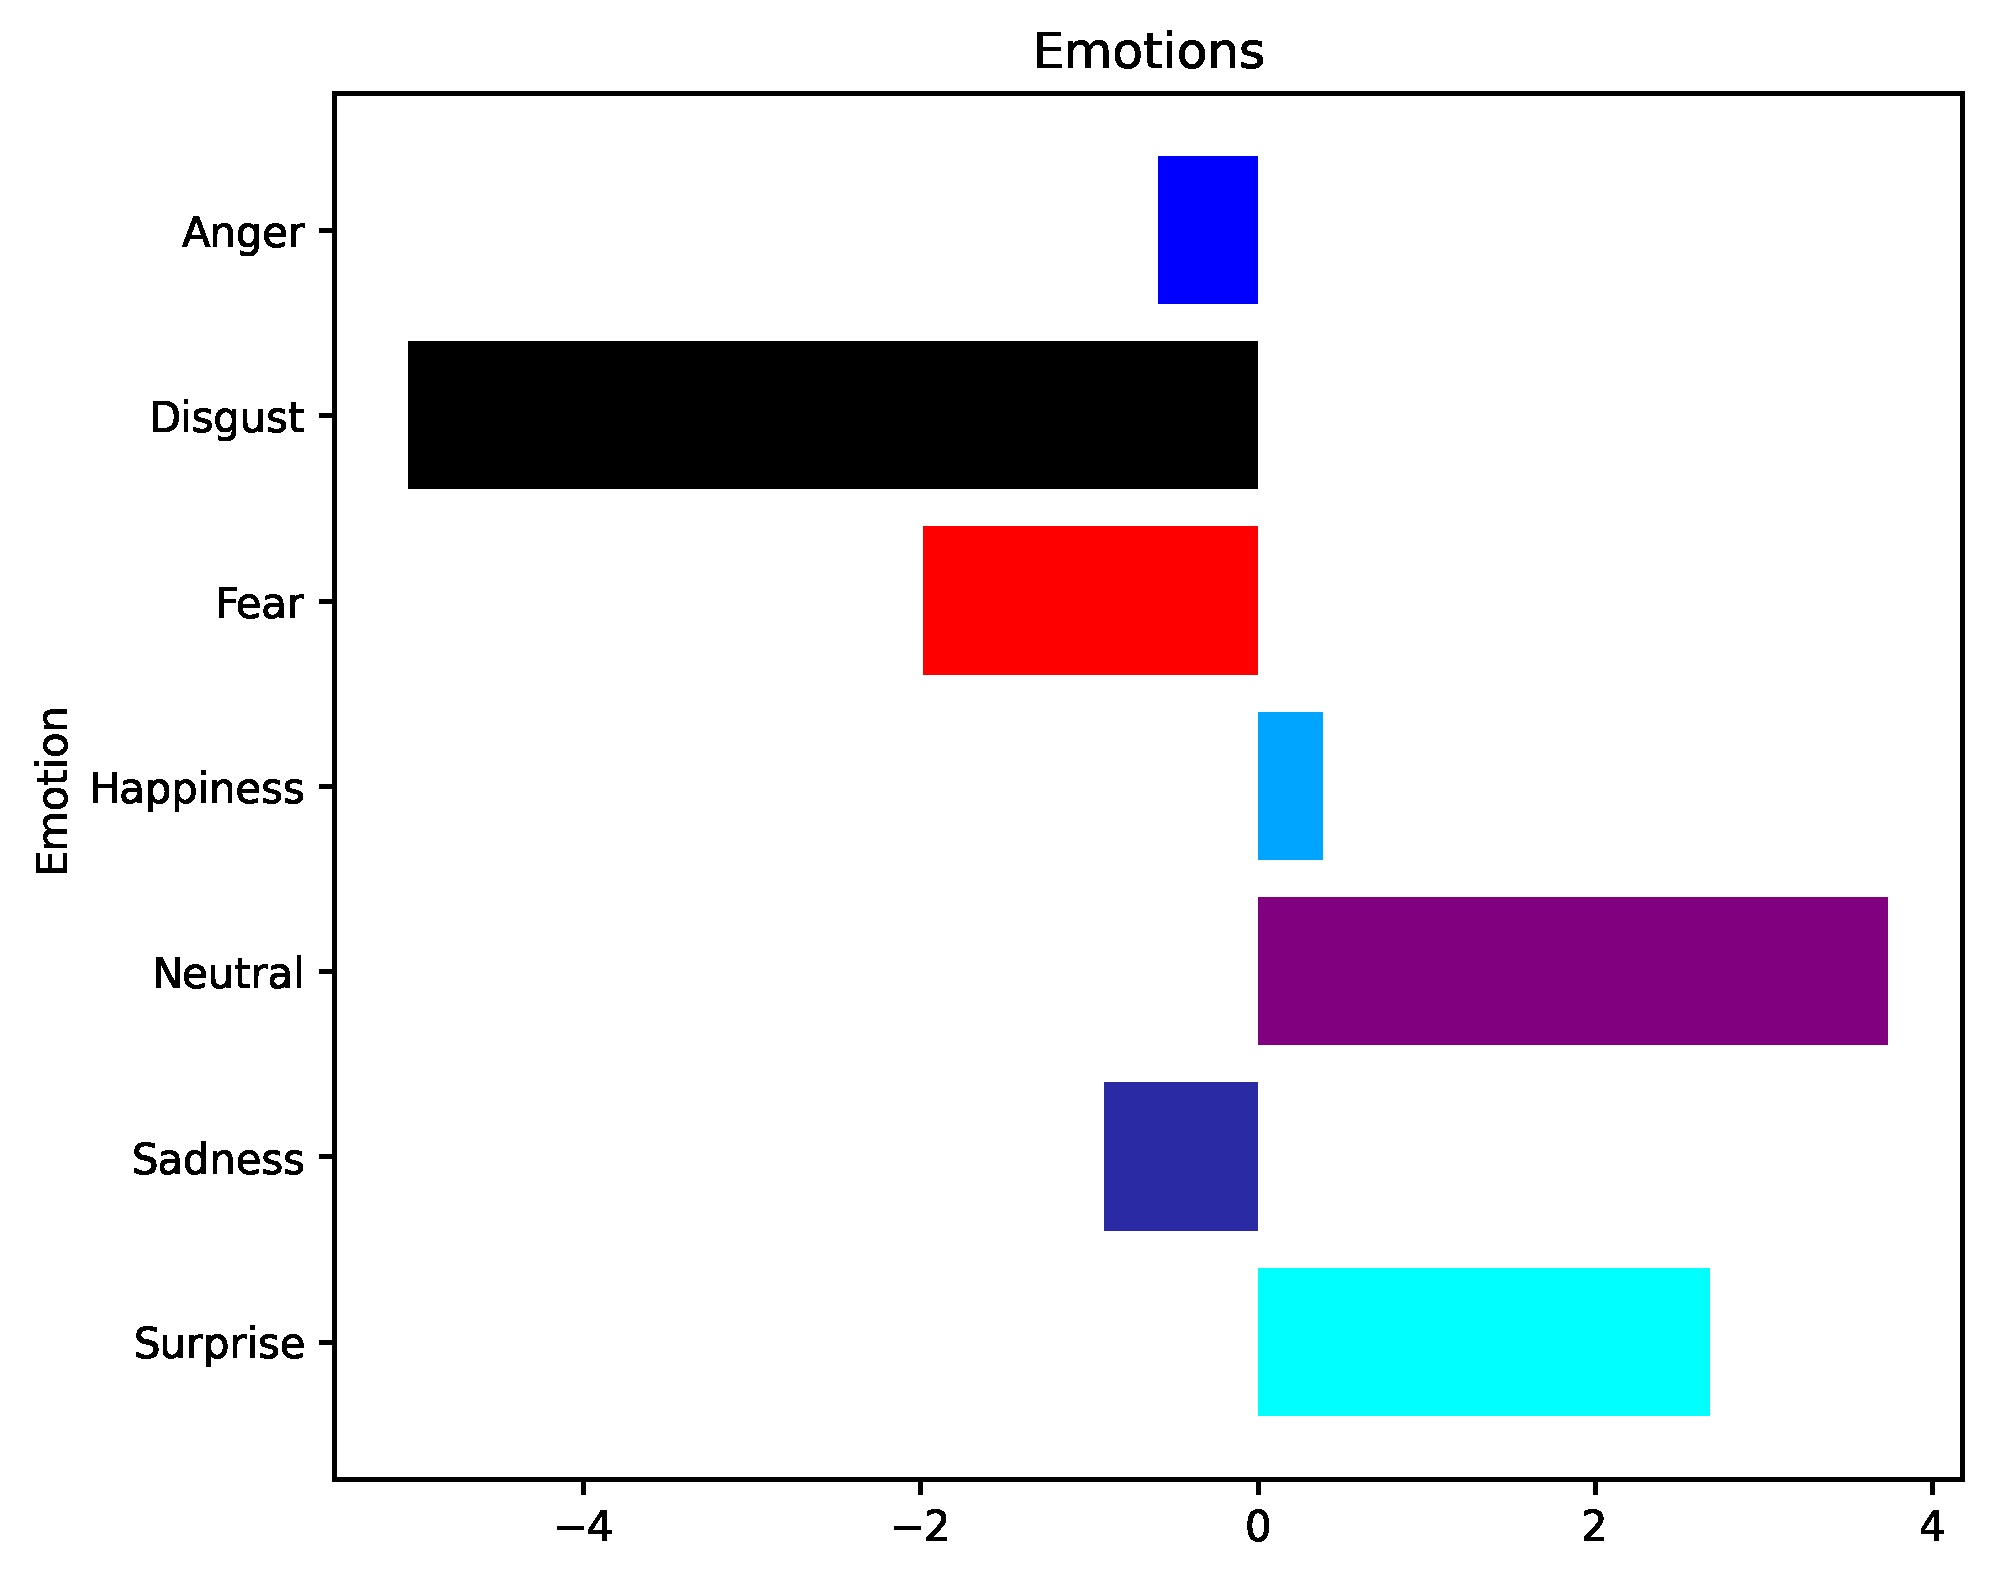 Emotions
Anger
Disgust
Fear
Happiness
Neutral
Sadness
Surprise
Emotion
−4 −2 0 2 4